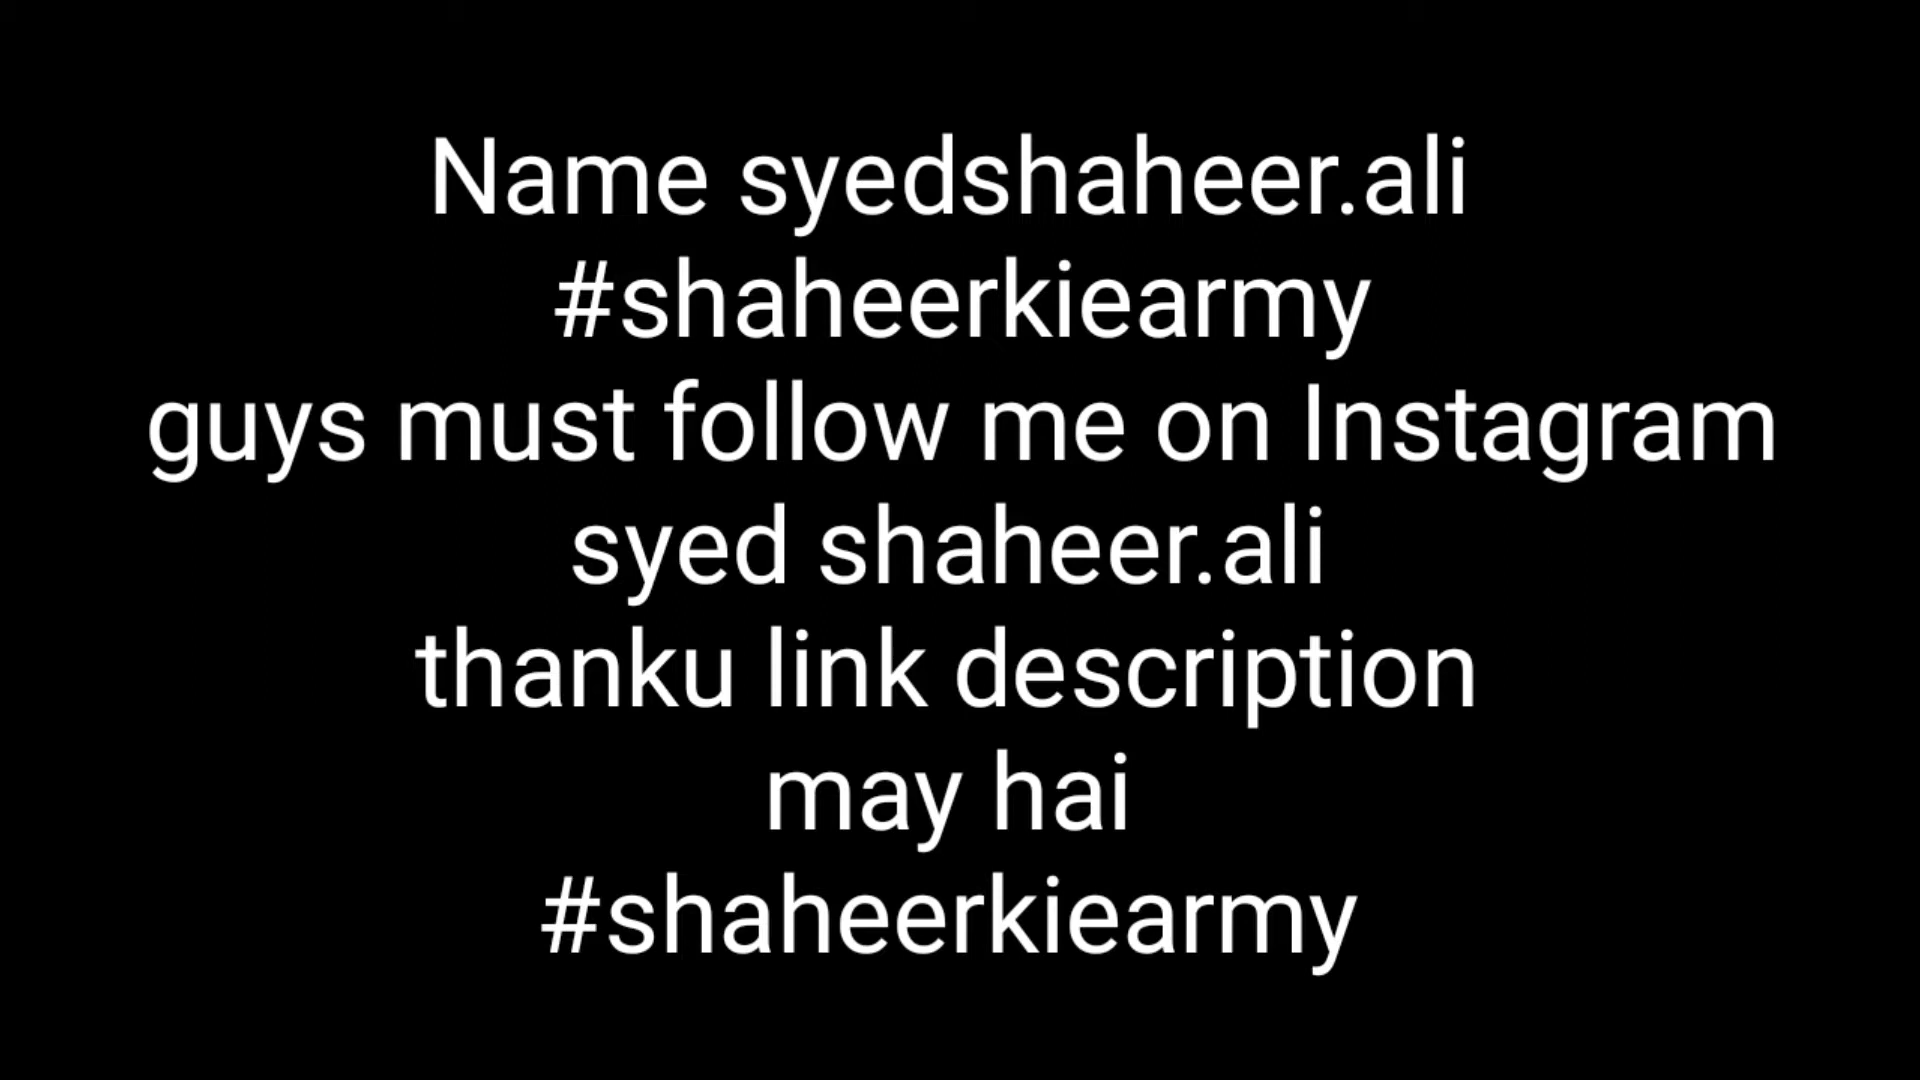 Name syedshaheer.ali
#shaheerkiearmy
guys must follow me on Instagram
syed shaheer.ali
thanku link description
may hai
#shaheerkiearmy